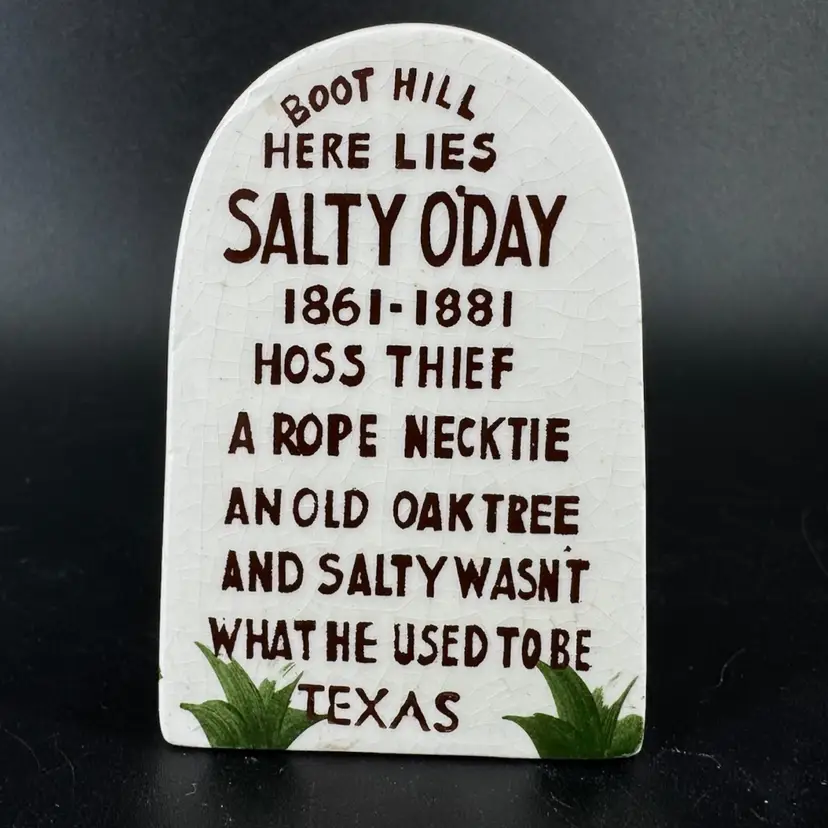 BOOT HILL
HERE LIES
SALTY O'DAY
1861-1881
HOSS THIEF
A ROPE NECKTIE
AN OLD OAK TREE
AND SALTY WASN'T
WHAT HE USED TO BE
TEXAS